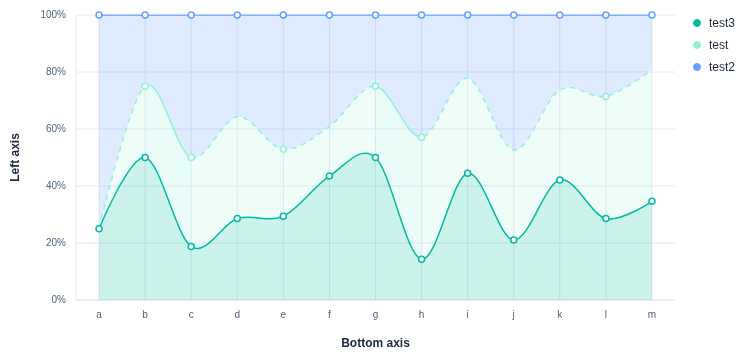 100%
80%
60%
40%
20%
0%
Left axis
a b c d e f g h i j k l m
Bottom axis
test3
test
test2